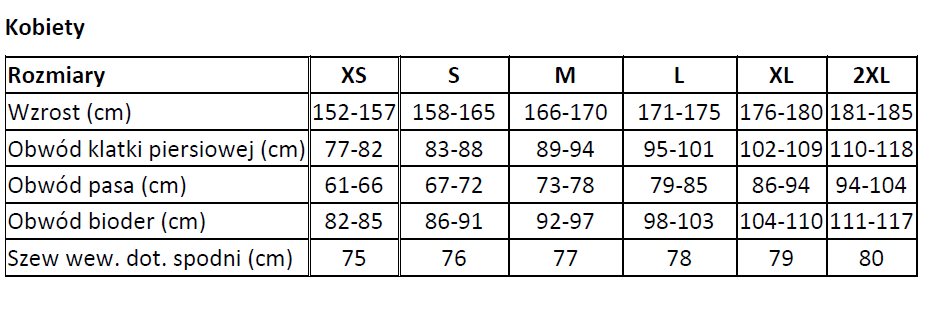 Kobiety
Rozmiary XS S M L XL 2XL
Wzrost (cm) 152-157 158-165 166-170 171-175 176-180 181-185
Obwód klatki piersiowej (cm) 77-82 83-88 89-94 95-101 102-109 110-118
Obwód pasa (cm) 61-66 67-72 73-78 79-85 86-94 94-104
Obwód bioder (cm) 82-85 86-91 92-97 98-103 104-110 111-117
Szew wew. dot. spodni (cm) 75 76 77 78 79 80